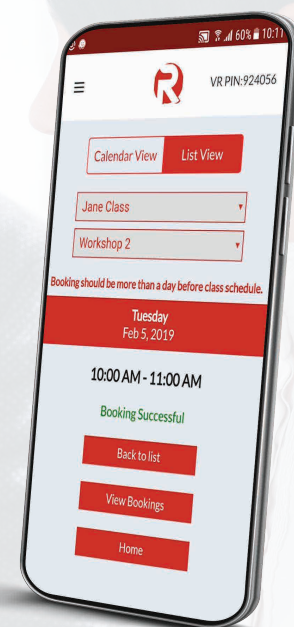 60% 10:11
VR PIN:924056
Calendar View List View
Jane Class
Workshop 2
Booking should be more than a day before class schedule.
Tuesday
Feb 5, 2019
10:00 AM - 11:00 AM
Booking Successful
Back to list
View Bookings
Home